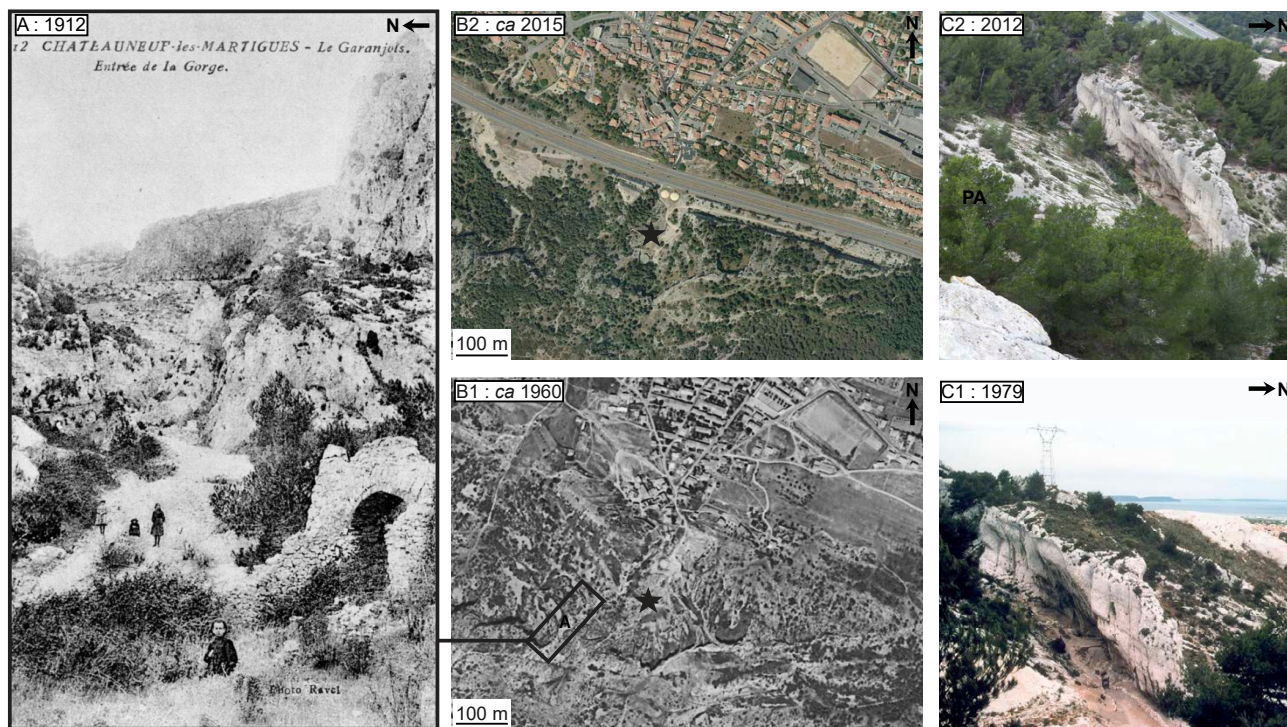 A : 1912
N
12 CHATEAUNEUF-les-MARTIGUES - Le Garanjols.
Entrée de la Gorge.
Photo Ravel
B2 : ca 2015
N
100 m
C2 : 2012
N
PA
B1 : ca 1960
N
A
100 m
C1 : 1979
N